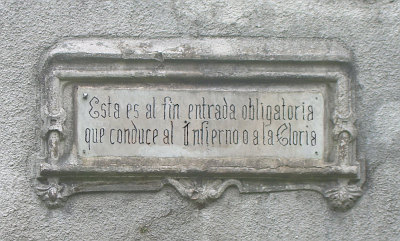 Esta es al fin entrada obligatoria
que conduce al Infierno o a la Gloria